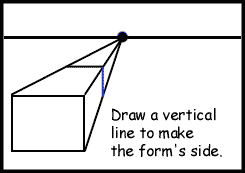 Draw a vertical
line to make
the form's side.